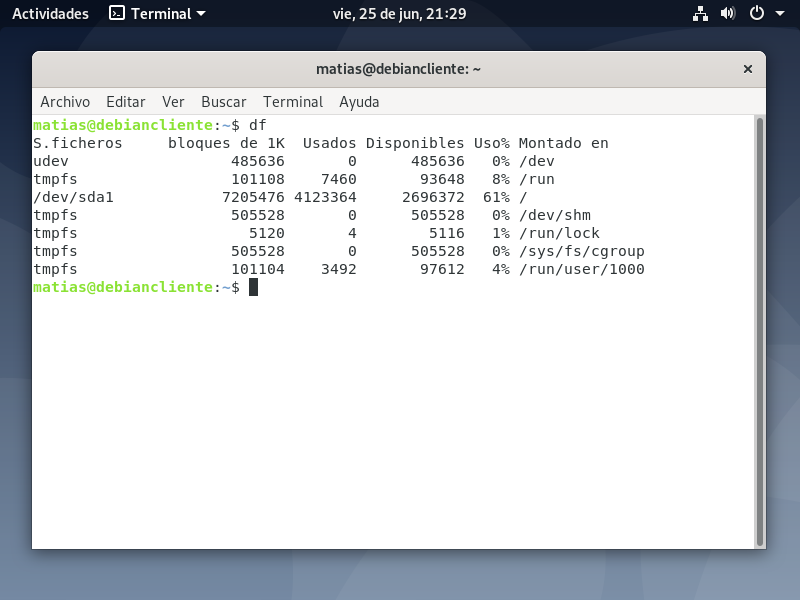 Actividades Terminal vie, 25 de jun, 21:29
matias@debiancliente: ~ ×
Archivo Editar Ver Buscar Terminal Ayuda
matias@debiancliente:~$ df
S.ficheros     bloques de 1K  Usados Disponibles Uso% Montado en
udev                  485636       0      485636   0% /dev
tmpfs                 101108    7460       93648   8% /run
/dev/sda1            7205476 4123364     2696372  61% /
tmpfs                 505528       0      505528   0% /dev/shm
tmpfs                   5120       4        5116   1% /run/lock
tmpfs                 505528       0      505528   0% /sys/fs/cgroup
tmpfs                 101104    3492       97612   4% /run/user/1000
matias@debiancliente:~$